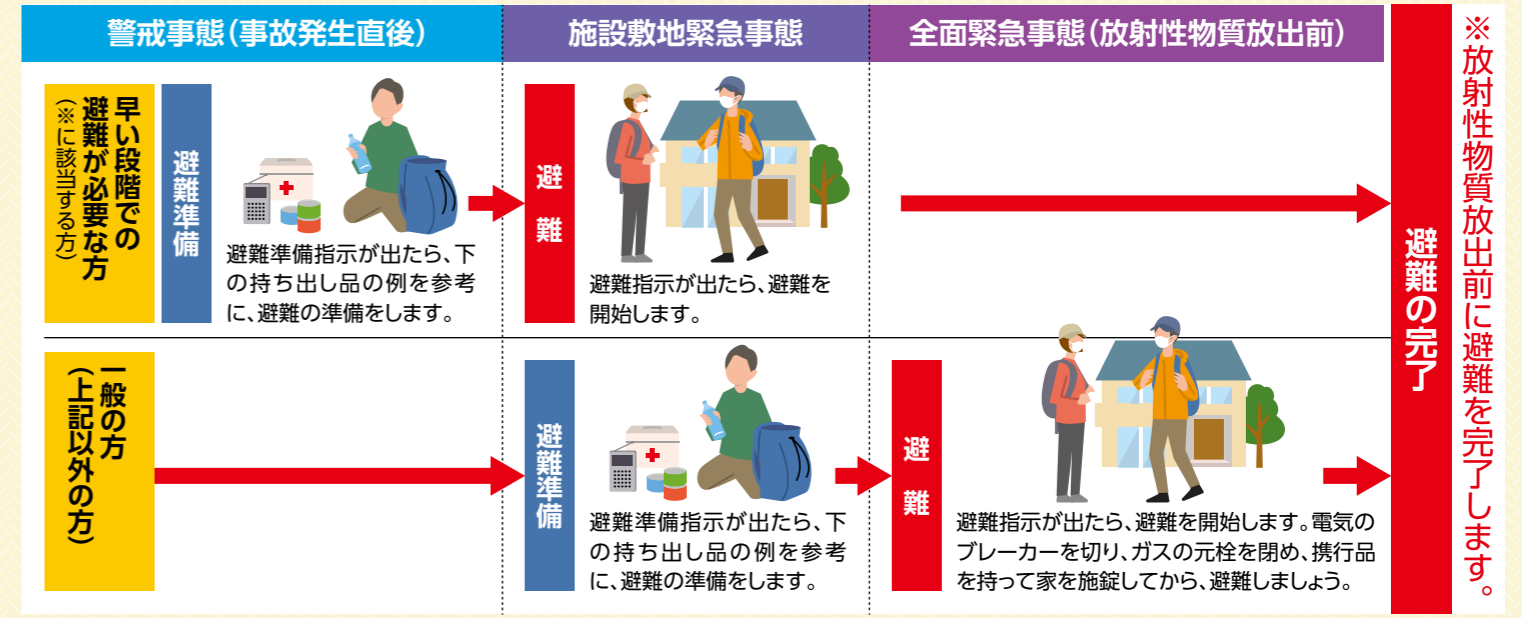 警戒事態(事故発生直後)
施設敷地緊急事態
全面緊急事態(放射性物質放出前)
早い段階での
避難が必要な方
(※に該当する方)
避難準備
避難準備指示が出たら、下
の持ち出し品の例を参考
に、避難の準備をします。
避難
避難指示が出たら、避難を
開始します。
一般の方
(上記以外の方)
避難準備
避難準備指示が出たら、下
の持ち出し品の例を参考
に、避難の準備をします。
避難
避難指示が出たら、避難を開始します。電気の
ブレーカーを切り、ガスの元栓を閉め、携行品
を持って家を施錠してから、避難しましょう。
避難の完了
※放射性物質放出前に避難を完了します。